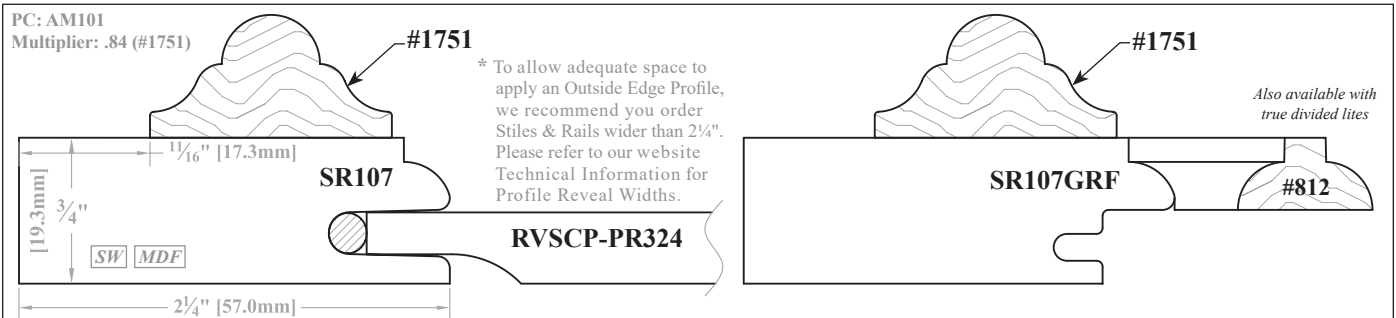 PC: AM101
Multiplier: .84 (#1751)
#1751
* To allow adequate space to
apply an Outside Edge Profile,
we recommend you order
Stiles & Rails wider than 2¼".
Please refer to our website
Technical Information for
Profile Reveal Widths.
11/16" [17.3mm]
SR107
[19.3mm]
3/4"
SW MDF
RVSCP-PR324
2¼" [57.0mm]
#1751
Also available with
true divided lites
SR107GRF
#812